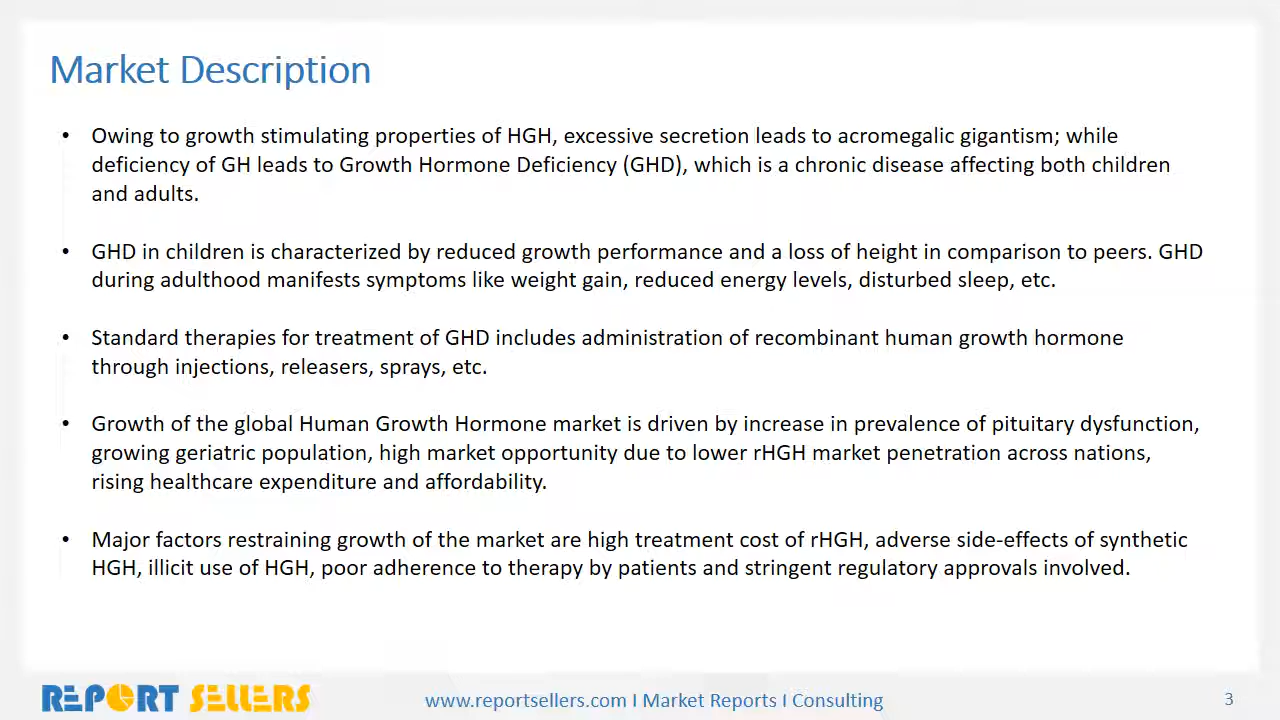 Market Description
• Owing to growth stimulating properties of HGH, excessive secretion leads to acromegalic gigantism; while
deficiency of GH leads to Growth Hormone Deficiency (GHD), which is a chronic disease affecting both children
and adults.
• GHD in children is characterized by reduced growth performance and a loss of height in comparison to peers. GHD
during adulthood manifests symptoms like weight gain, reduced energy levels, disturbed sleep, etc.
• Standard therapies for treatment of GHD includes administration of recombinant human growth hormone
through injections, releasers, sprays, etc.
• Growth of the global Human Growth Hormone market is driven by increase in prevalence of pituitary dysfunction,
growing geriatric population, high market opportunity due to lower rHGH market penetration across nations,
rising healthcare expenditure and affordability.
• Major factors restraining growth of the market are high treatment cost of rHGH, adverse side-effects of synthetic
HGH, illicit use of HGH, poor adherence to therapy by patients and stringent regulatory approvals involved.
REPORT SELLERS
www.reportsellers.com I Market Reports I Consulting
3